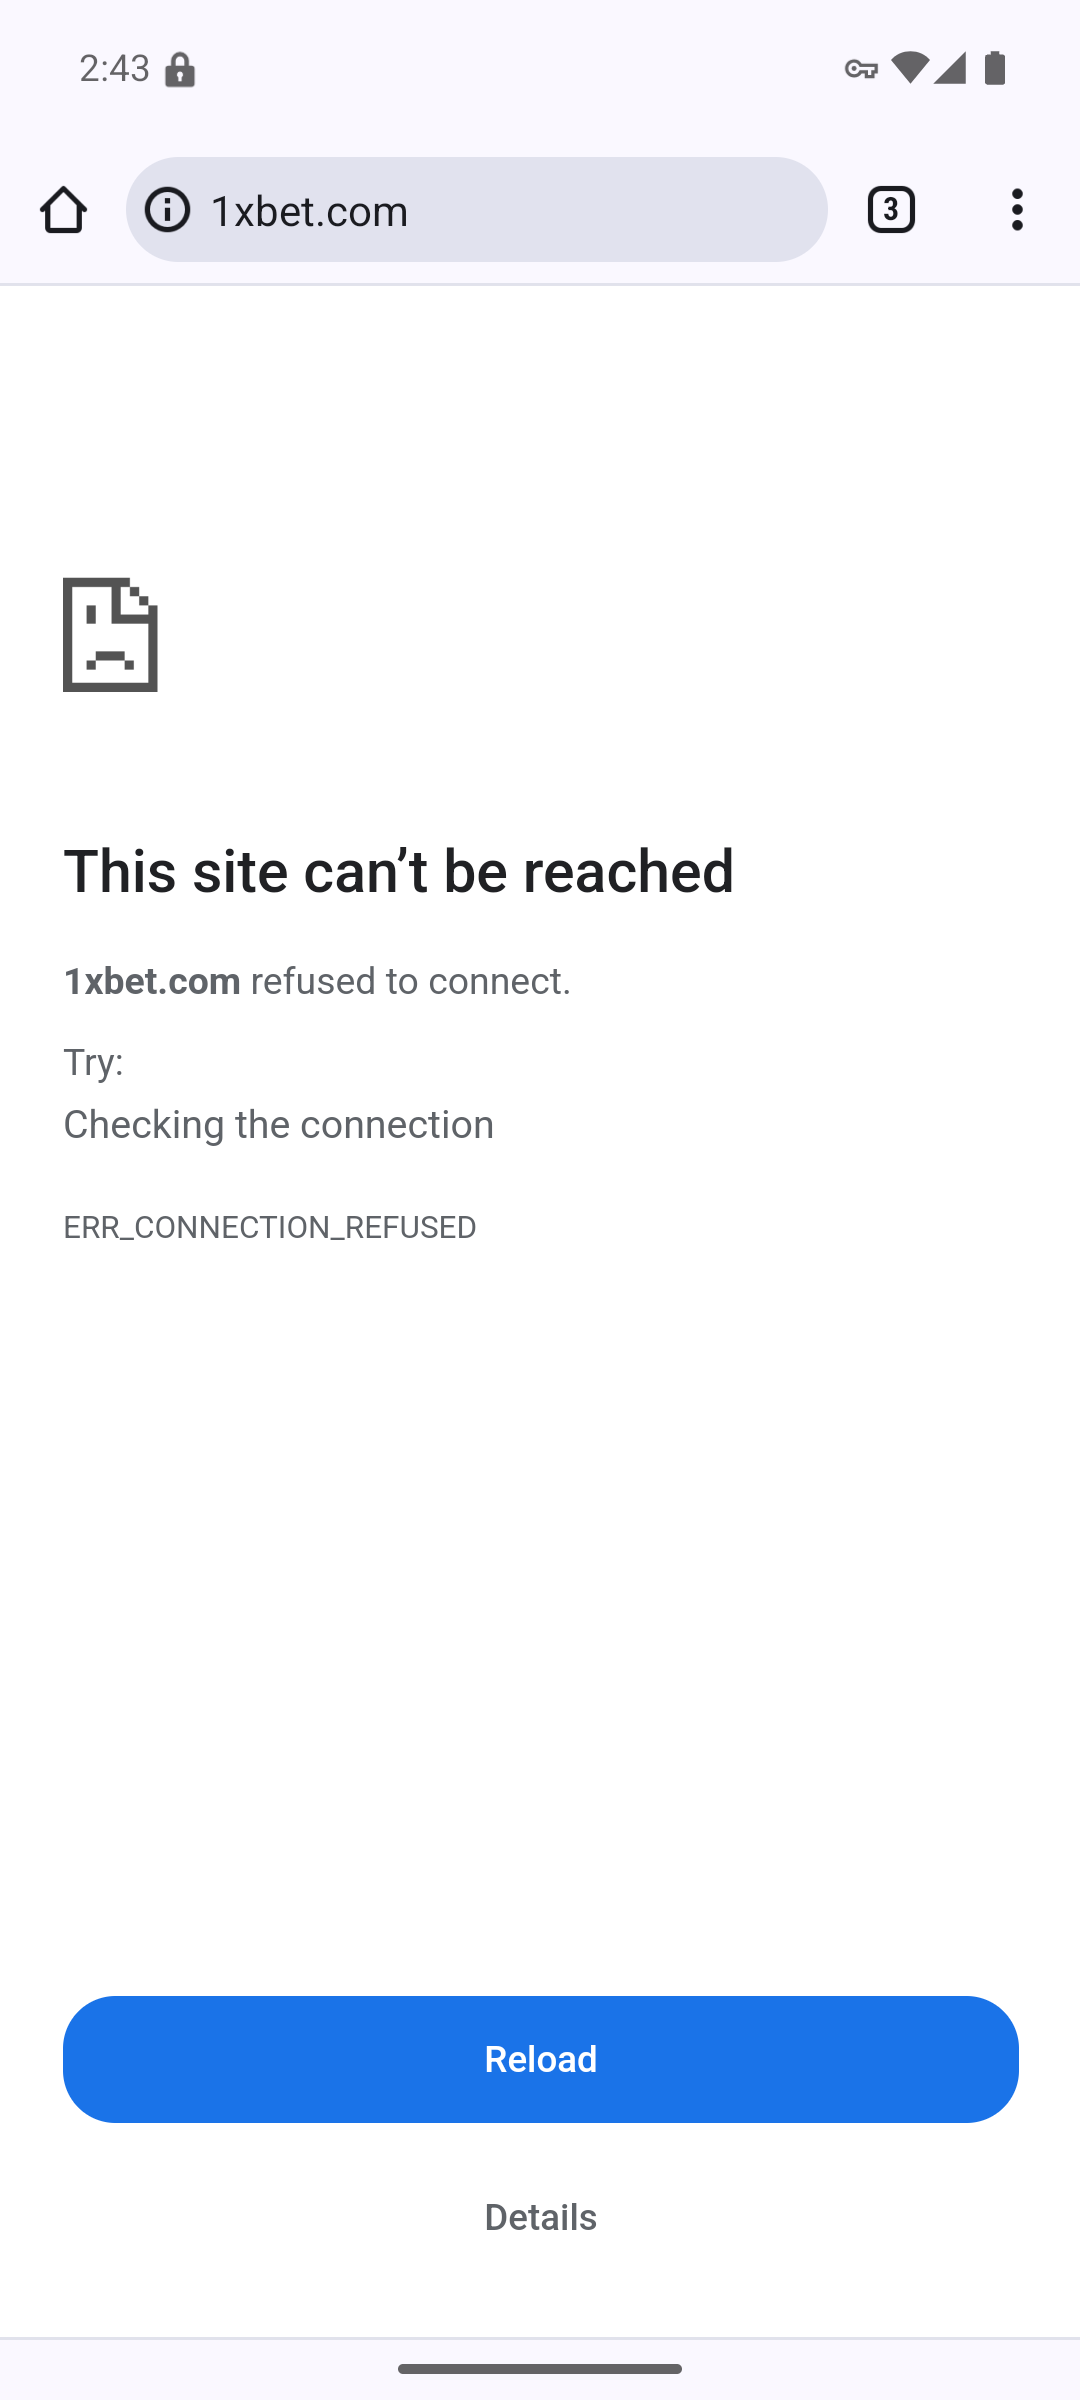 2:43
1xbet.com
3
This site can’t be reached
1xbet.com refused to connect.
Try:
Checking the connection
ERR_CONNECTION_REFUSED
Reload
Details